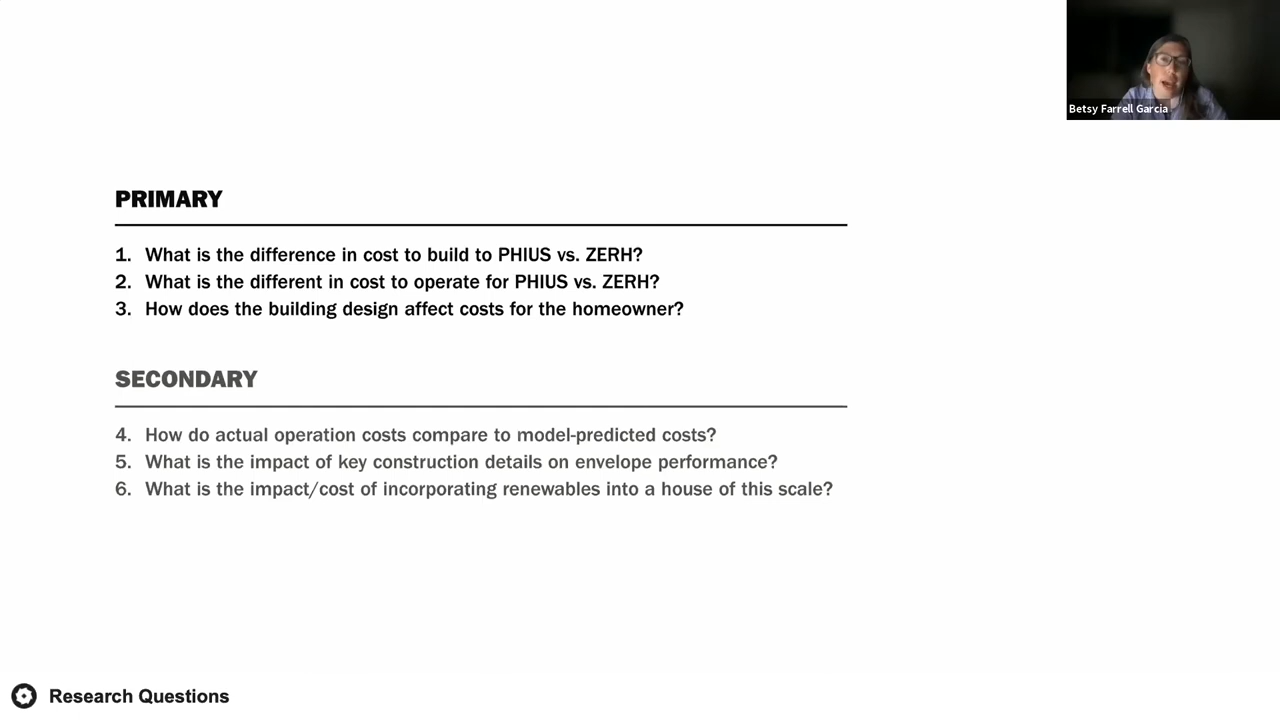 Betsy Farrell Garcia
PRIMARY
1. What is the difference in cost to build to PHIUS vs. ZERH?
2. What is the different in cost to operate for PHIUS vs. ZERH?
3. How does the building design affect costs for the homeowner?
SECONDARY
4. How do actual operation costs compare to model-predicted costs?
5. What is the impact of key construction details on envelope performance?
6. What is the impact/cost of incorporating renewables into a house of this scale?
Research Questions